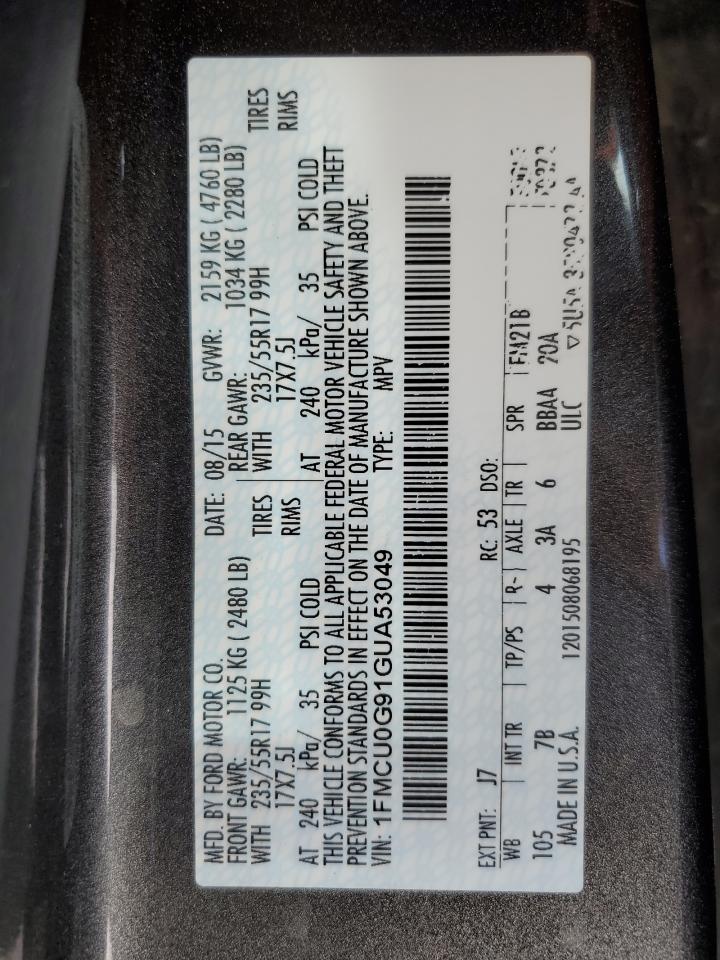 MFD. BY FORD MOTOR CO. DATE: 08/15 GVWR: 2159 KG ( 4760 LB)
FRONT GAWR: 1125 KG ( 2480 LB) REAR GAWR: 1034 KG ( 2280 LB)
WITH 235/55R17 99H TIRES WITH 235/55R17 99H TIRES
17X7.5J RIMS 17X7.5J RIMS
AT 240 kPa/ 35 PSI COLD AT 240 kPa/ 35 PSI COLD
THIS VEHICLE CONFORMS TO ALL APPLICABLE FEDERAL MOTOR VEHICLE SAFETY AND THEFT
PREVENTION STANDARDS IN EFFECT ON THE DATE OF MANUFACTURE SHOWN ABOVE.
VIN: 1FMCU0G91GUA53049 TYPE: MPV
EXT PNT: J7 RC: 53 DSO:
WB INT TR TP/PS R~ AXLE TR SPR FM21B
105 7B 4 3A 6 BBA4 20A
MADE IN U.S.A. 1201508068195 ULC